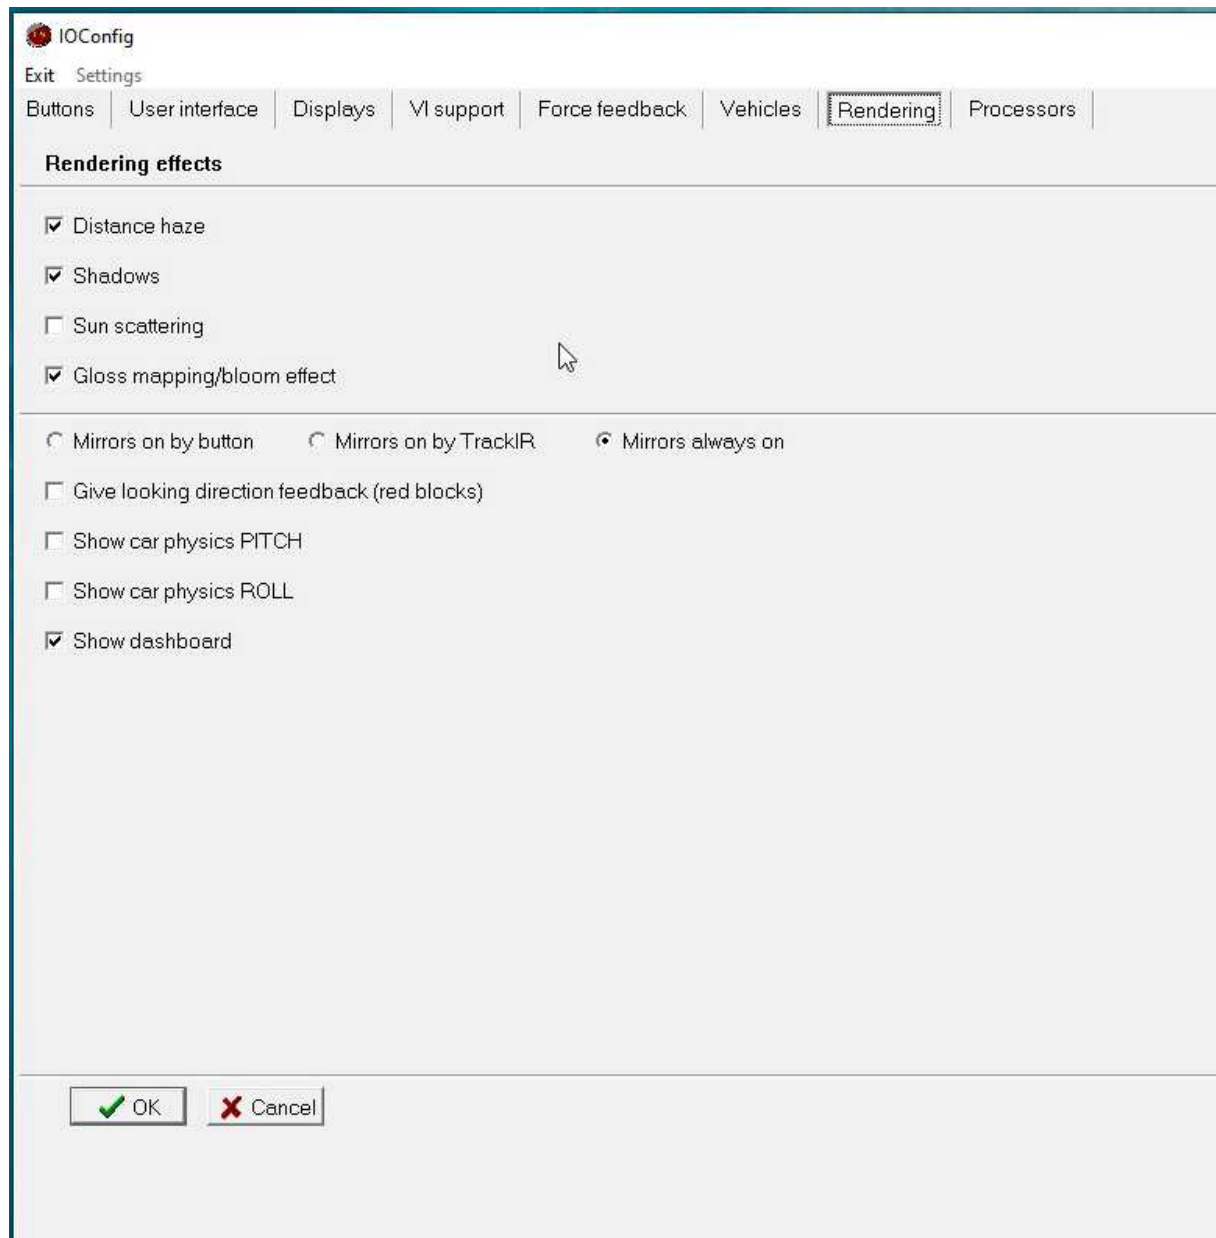 IOConfig
Exit Settings
Buttons User interface Displays VI support Force feedback Vehicles Rendering Processors
Rendering effects
Distance haze
Shadows
Sun scattering
Gloss mapping/bloom effect
Mirrors on by button Mirrors on by TrackIR Mirrors always on
Give looking direction feedback (red blocks)
Show car physics PITCH
Show car physics ROLL
Show dashboard
OK Cancel